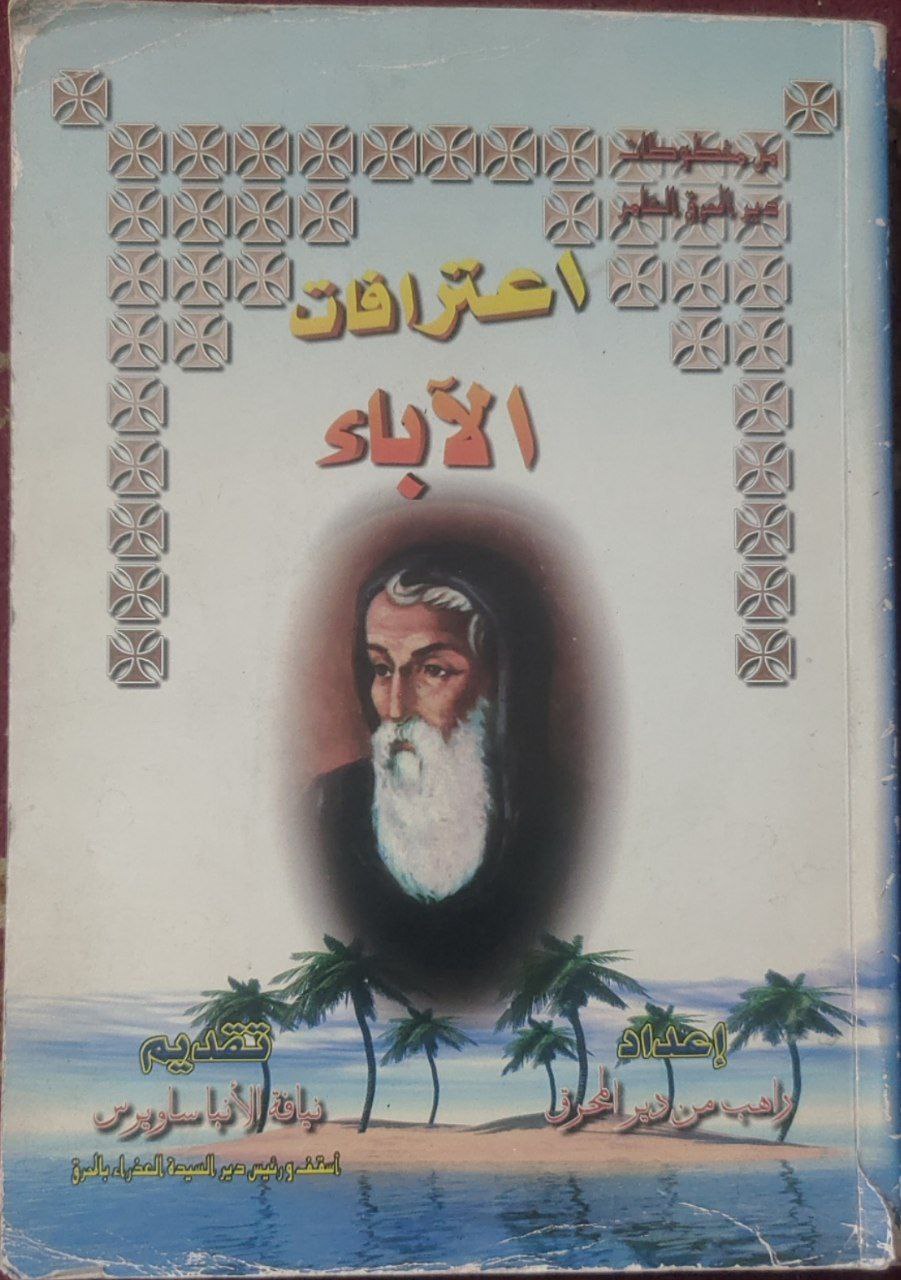 من مخطوطات
دير المحرق العامر
اعترافات
الآباء
إعداد
راهب من دير المحرق
تقديم
نيافة الأنبا ساويرس
أسقف ورئيس دير السيدة العذراء بالمحرق